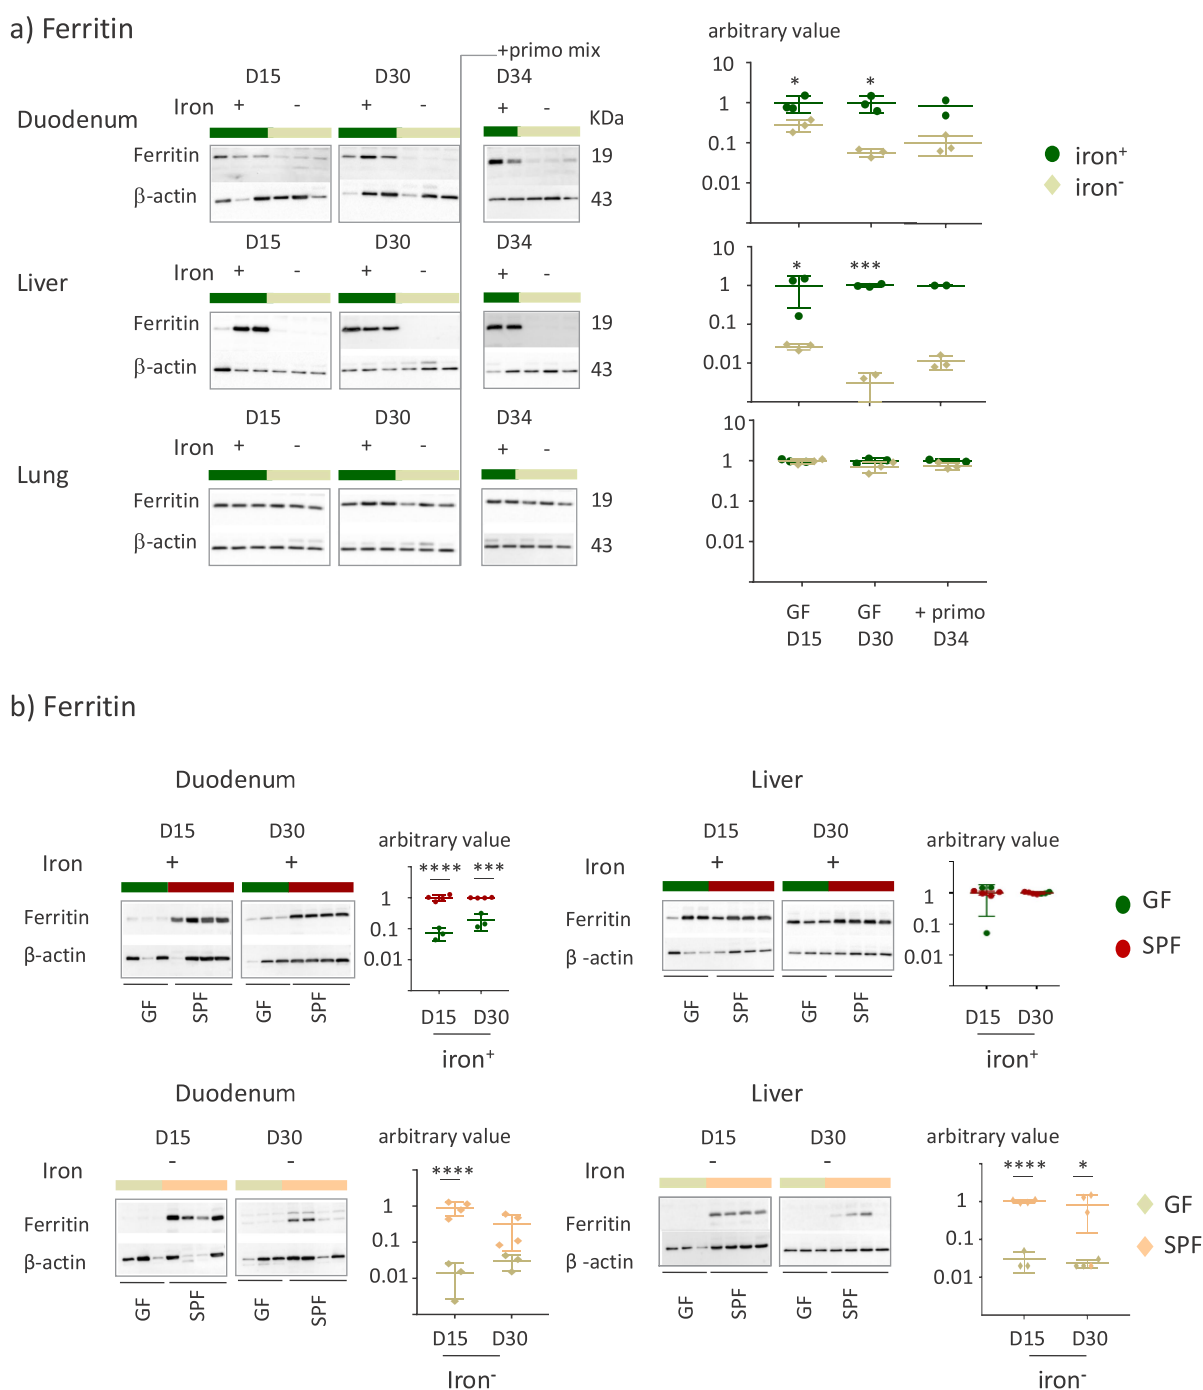 a) Ferritin
+primo mix
arbitrary value
D15 D30 D34
Iron + - + - + -
Duodenum
KDa
Ferritin 19
β-actin 43
10
1
0.1
0.01
* *
iron+
iron-
D15 D30 D34
Liver
Iron + - + - + -
Ferritin 19
β-actin 43
10
1
0.1
0.01
* ***
D15 D30 D34
Iron + - + - + -
Lung
Ferritin 19
β-actin 43
10
1
0.1
0.01
GF GF + primo
D15 D30 D34
b) Ferritin
Duodenum
D15 D30
arbitrary value
Iron + +
Ferritin
β-actin
GF SPF GF SPF
**** ***
1
0.1
0.01
D15 D30
iron+
Liver
D15 D30
arbitrary value
Iron + +
Ferritin
β -actin
GF SPF GF SPF
1
0.1
0.01
D15 D30
iron+
GF
SPF
Duodenum
D15 D30
arbitrary value
Iron - -
Ferritin
β-actin
GF SPF GF SPF
****
1
0.1
0.01
D15 D30
Iron-
Liver
D15 D30
arbitrary value
Iron - -
Ferritin
β -actin
GF SPF GF SPF
**** *
1
0.1
0.01
D15 D30
iron-
GF
SPF